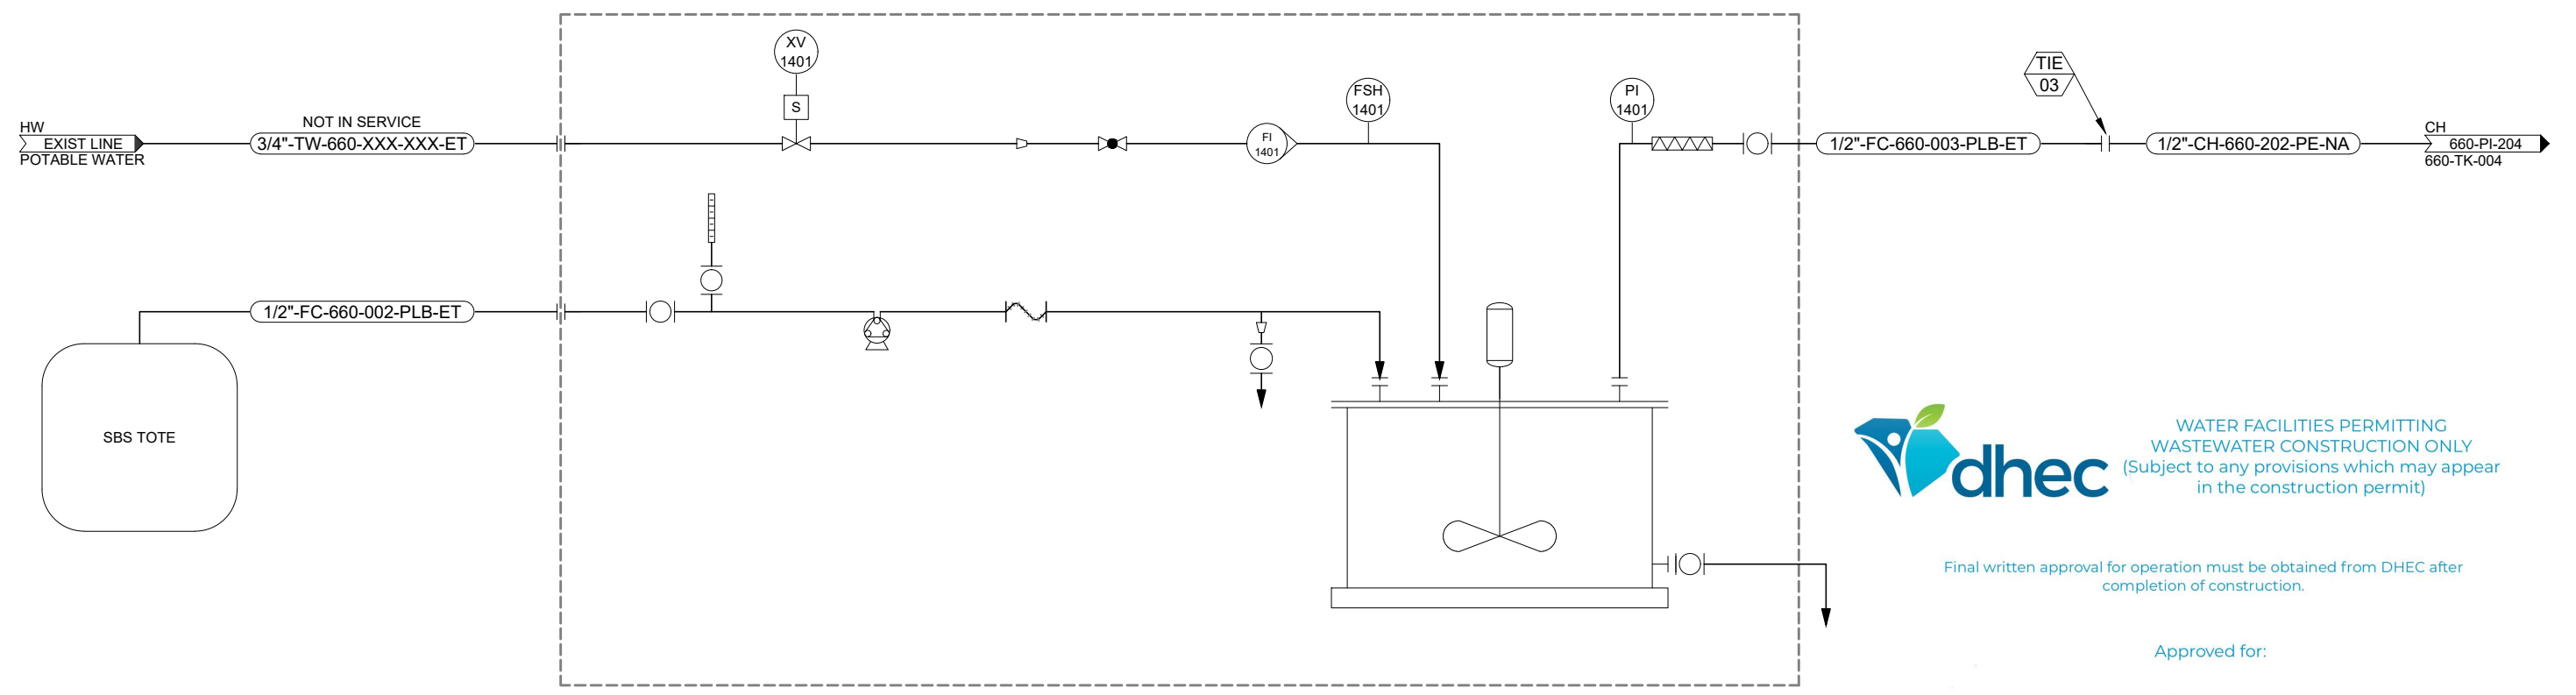 XV
1401
S
FSH
1401
PI
1401
TIE
03
HW
EXIST LINE
POTABLE WATER
NOT IN SERVICE
3/4"-TW-660-XXX-XXX-ET
FI
1401
1/2"-FC-660-003-PLB-ET
1/2"-CH-660-202-PE-NA
CH
660-PI-204
660-TK-004
1/2"-FC-660-002-PLB-ET
SBS TOTE
dhec
WATER FACILITIES PERMITTING
WASTEWATER CONSTRUCTION ONLY
(Subject to any provisions which may appear
in the construction permit)
Final written approval for operation must be obtained from DHEC after
completion of construction.
Approved for: